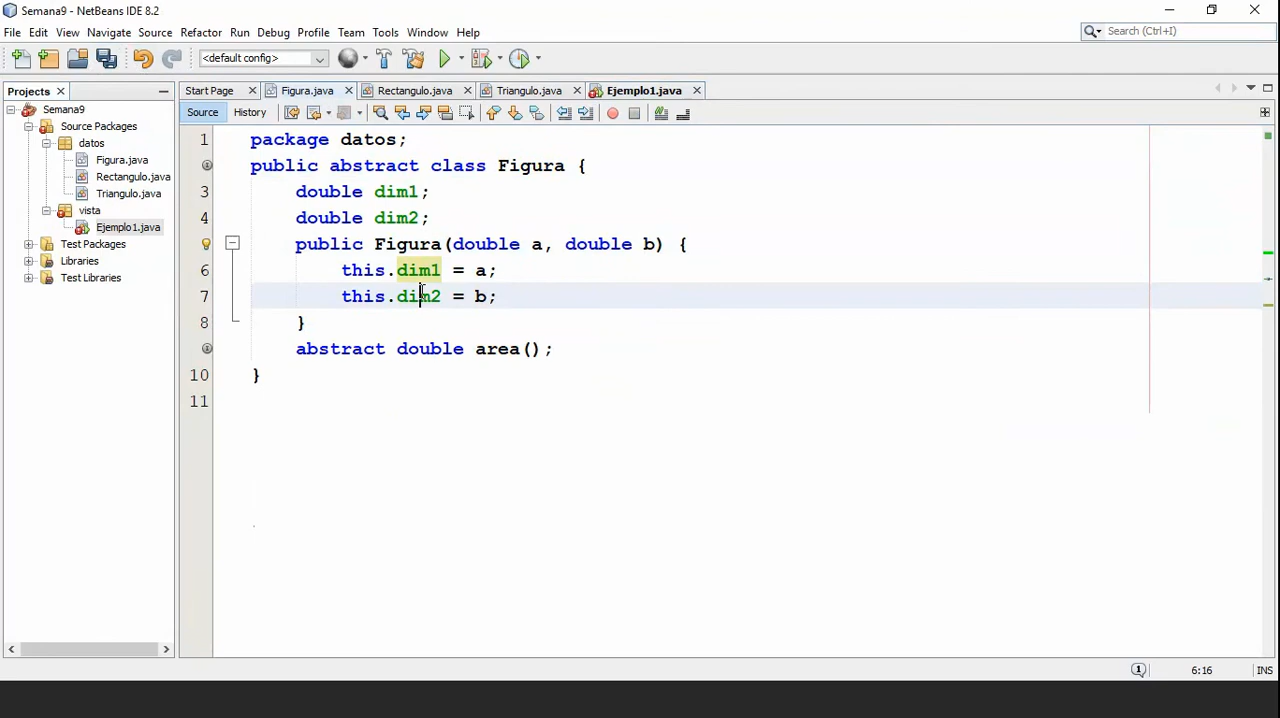 Semana9 - NetBeans IDE 8.2
File Edit View Navigate Source Refactor Run Debug Profile Team Tools Window Help
Search (Ctrl+I)
<default config>
Projects
Start Page Figura.java Rectangulo.java Triangulo.java Ejemplo1.java
Source History
Semana9
Source Packages
datos
Figura.java
Rectangulo.java
Triangulo.java
vista
Ejemplo1.java
Test Packages
Libraries
Test Libraries
1 package datos;
public abstract class Figura {
3 double dim1;
4 double dim2;
public Figura(double a, double b) {
6 this.dim1 = a;
7 this.dim2 = b;
8 }
abstract double area();
10 }
11
1 6:16 INS